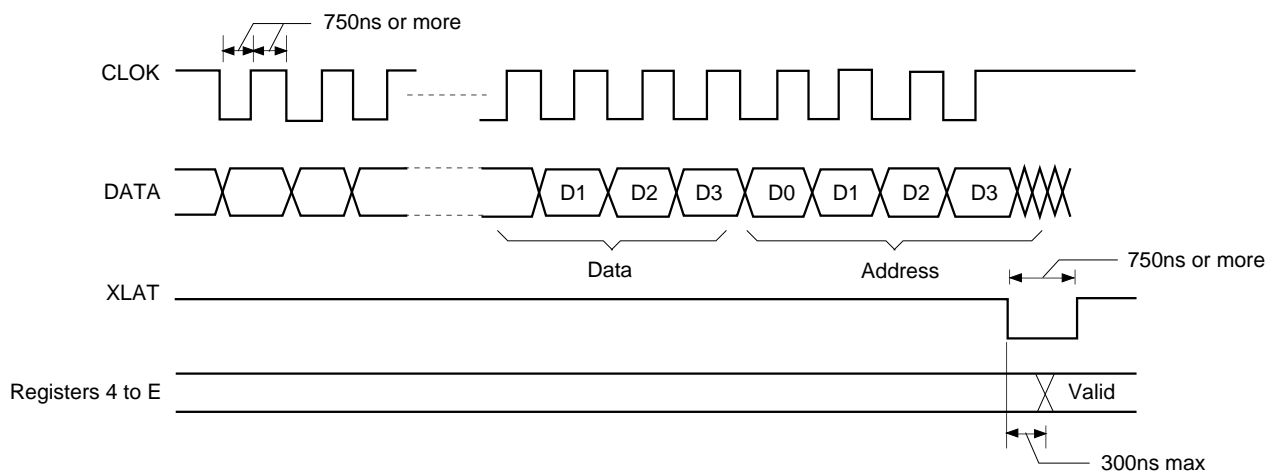 750ns or more
CLOK
DATA
D1 D2 D3 D0 D1 D2 D3
Data
Address
750ns or more
XLAT
Registers 4 to E
Valid
300ns max